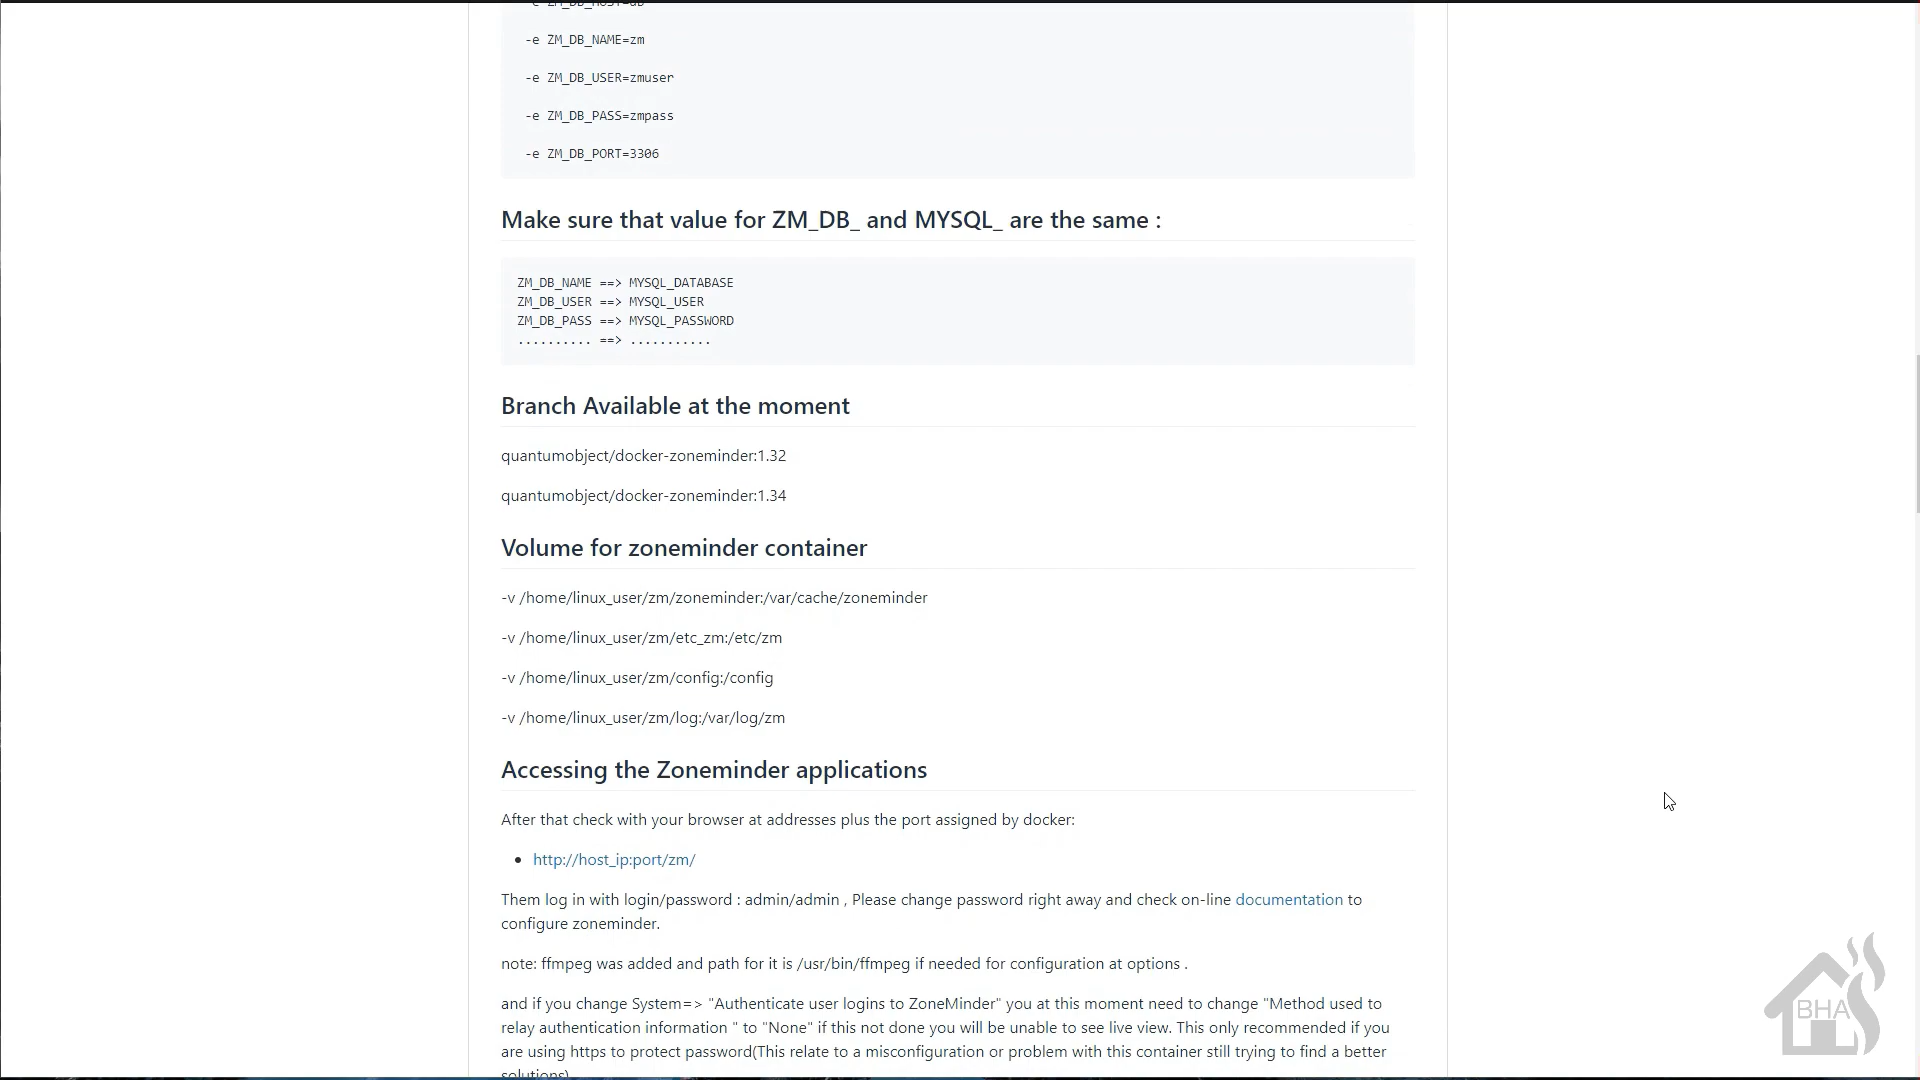 -e ZM_DB_HOST=db
-e ZM_DB_NAME=zm
-e ZM_DB_USER=zmuser
-e ZM_DB_PASS=zmpass
-e ZM_DB_PORT=3306
Make sure that value for ZM_DB_ and MYSQL_ are the same :
ZM_DB_NAME ==> MYSQL_DATABASE
ZM_DB_USER ==> MYSQL_USER
ZM_DB_PASS ==> MYSQL_PASSWORD
.......... ==> ...........
Branch Available at the moment
quantumobject/docker-zoneminder:1.32
quantumobject/docker-zoneminder:1.34
Volume for zoneminder container
-v /home/linux_user/zm/zoneminder:/var/cache/zoneminder
-v /home/linux_user/zm/etc_zm:/etc/zm
-v /home/linux_user/zm/config:/config
-v /home/linux_user/zm/log:/var/log/zm
Accessing the Zoneminder applications
After that check with your browser at addresses plus the port assigned by docker:
• http://host_ip:port/zm/
Them log in with login/password : admin/admin , Please change password right away and check on-line documentation to
configure zoneminder.
note: ffmpeg was added and path for it is /usr/bin/ffmpeg if needed for configuration at options .
and if you change System=> "Authenticate user logins to ZoneMinder" you at this moment need to change "Method used to
relay authentication information " to "None" if this not done you will be unable to see live view. This only recommended if you
are using https to protect password(This relate to a misconfiguration or problem with this container still trying to find a better
solutions)
BHA